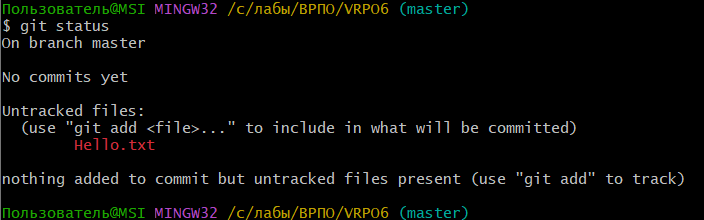 Пользователь@MSI MINGW32 /c/лабы/ВРПО/VRPO6 (master)
$ git status
On branch master
No commits yet
Untracked files:
(use "git add <file>..." to include in what will be committed)
Hello.txt
nothing added to commit but untracked files present (use "git add" to track)
Пользователь@MSI MINGW32 /c/лабы/ВРПО/VRPO6 (master)